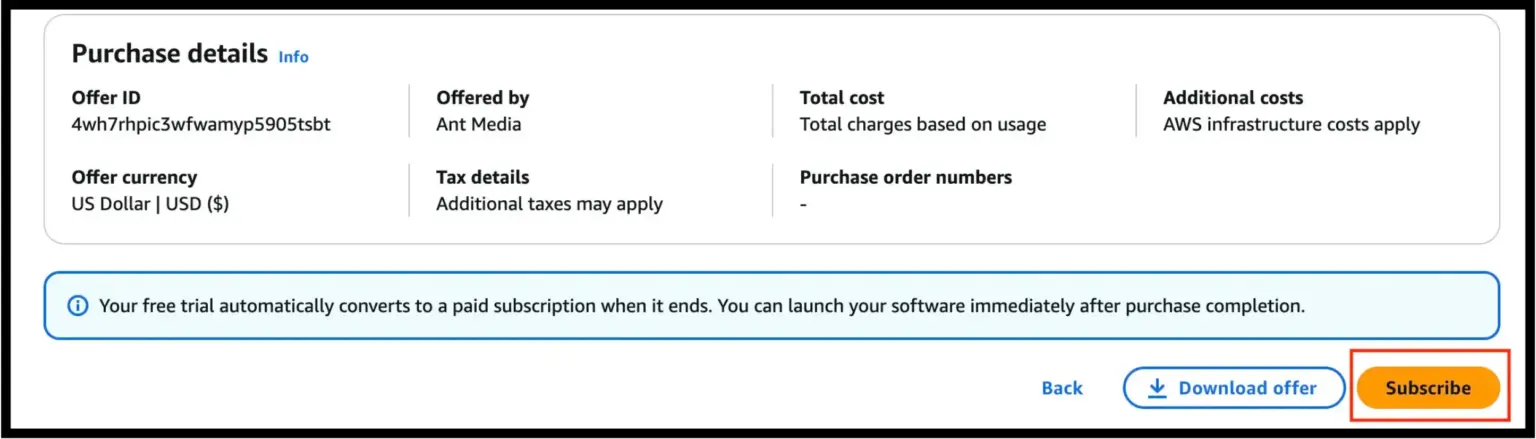 Purchase details Info
Offer ID
4wh7rhpic3wfwamyp5905tsbt
Offered by
Ant Media
Total cost
Total charges based on usage
Additional costs
AWS infrastructure costs apply
Offer currency
US Dollar | USD ($)
Tax details
Additional taxes may apply
Purchase order numbers
-
Your free trial automatically converts to a paid subscription when it ends. You can launch your software immediately after purchase completion.
Back
Download offer
Subscribe